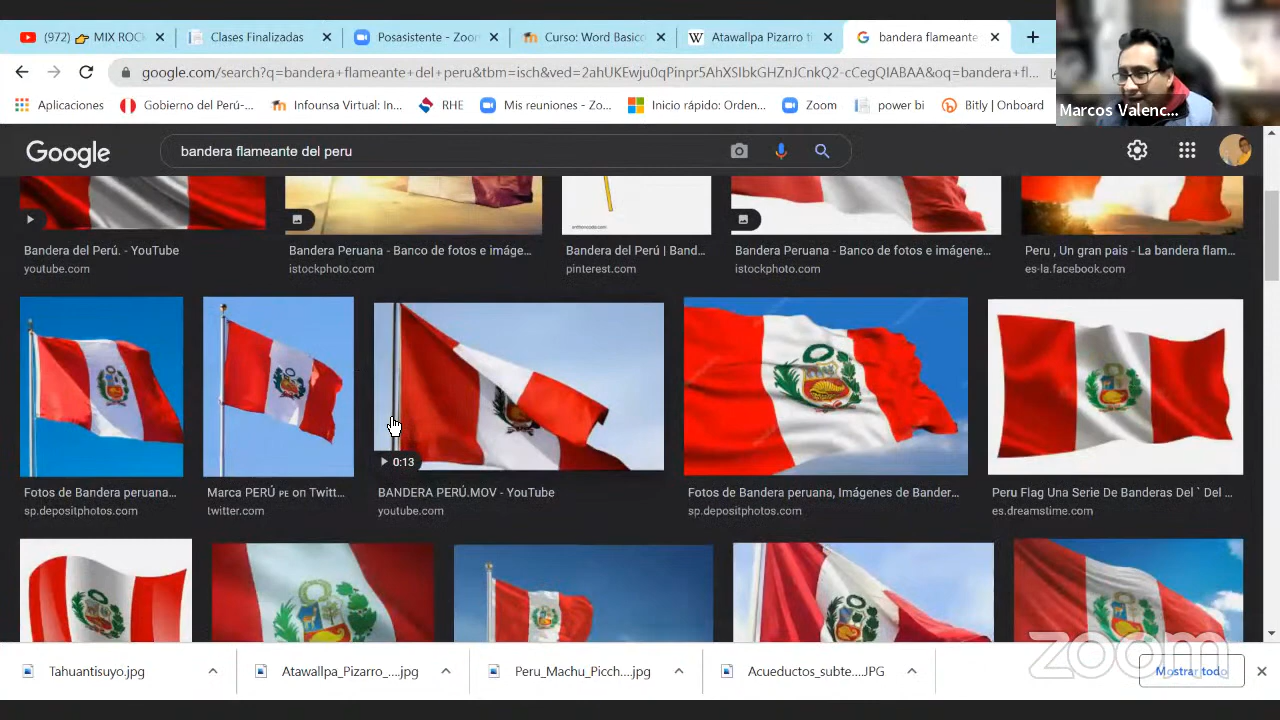 (972) 👉 MIX ROC
Clases Finalizadas
Posasistente - Zoom
Curso: Word Basico
Atawallpa Pizarro ti
bandera flameante
google.com/search?q=bandera+flameante+del+peru&tbm=isch&ved=2ahUKEwju0qPinpr5AhXSIbkGHZnJCnkQ2-cCegQIABAA&oq=bandera+fl...
Aplicaciones
Gobierno del Perú-...
Infounsa Virtual: In...
RHE
Mis reuniones - Zo...
Inicio rápido: Orden...
Zoom
power bi
Bitly | Onboard
Marcos Valenc...
Google
bandera flameante del peru
Bandera del Perú. - YouTube
youtube.com
Bandera Peruana - Banco de fotos e imáge...
istockphoto.com
Bandera del Perú | Band...
pinterest.com
Bandera Peruana - Banco de fotos e imágene...
istockphoto.com
Peru , Un gran pais - La bandera flam...
es-la.facebook.com
0:13
Fotos de Bandera peruana...
sp.depositphotos.com
Marca PERÚ PE on Twitt...
twitter.com
BANDERA PERÚ.MOV - YouTube
youtube.com
Fotos de Bandera peruana, Imágenes de Bander...
sp.depositphotos.com
Peru Flag Una Serie De Banderas Del ` Del ...
es.dreamstime.com
zoom
Tahuantisuyo.jpg
Atawallpa_Pizarro_....jpg
Peru_Machu_Picch....jpg
Acueductos_subte....JPG
Mostrar todo